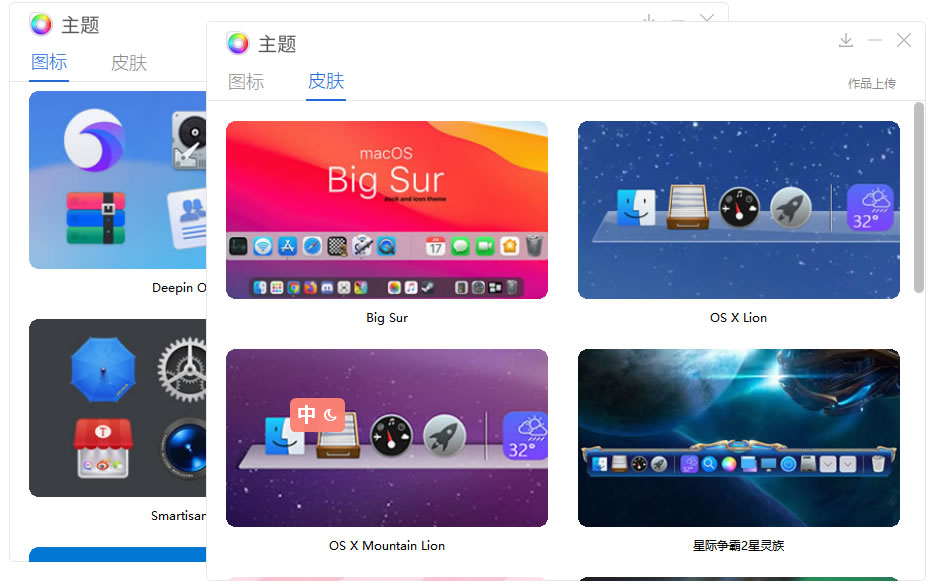 主题
图标 皮肤
Deepin O
Smartisan
主题
图标 皮肤
作品上传
macOS
Big Sur
dock and icon theme
17
Big Sur
32°
OS X Lion
中
32°
OS X Mountain Lion
星际争霸2星灵族